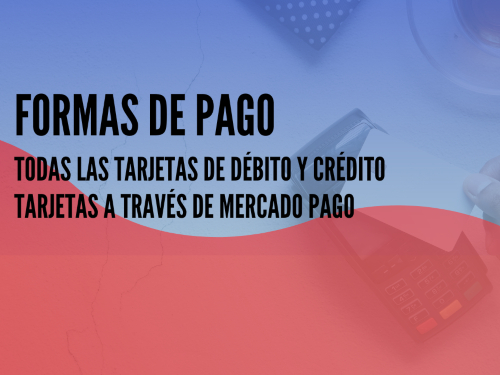 FORMAS DE PAGO
TODAS LAS TARJETAS DE DÉBITO Y CRÉDITO
TARJETAS A TRAVÉS DE MERCADO PAGO